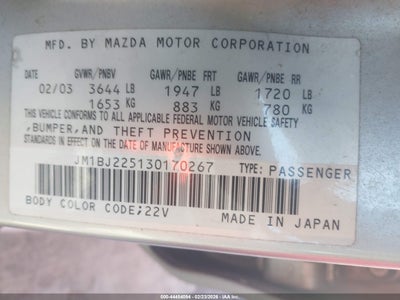 MFD. BY MAZDA MOTOR CORPORATION
GVWR/PNBV GAWR/PNBE FRT GAWR/PNBE RR
02/03 3644 LB 1947 LB 1720 LB
1653 KG 883 KG 780 KG
THIS VEHICLE CONFORMS TO ALL APPLICABLE
FEDERAL MOTOR VEHICLE SAFETY
,BUMPER,AND THEFT PREVENTION
STANDARDS IN EFFECT ON THE DATE
OF MANUFACTURE SHOWN ABOVE.
JM1BJ225130170267 TYPE: PASSENGER
BODY COLOR CODE;22V MADE IN JAPAN
500-44454084 - 02/23/2026 - IAA